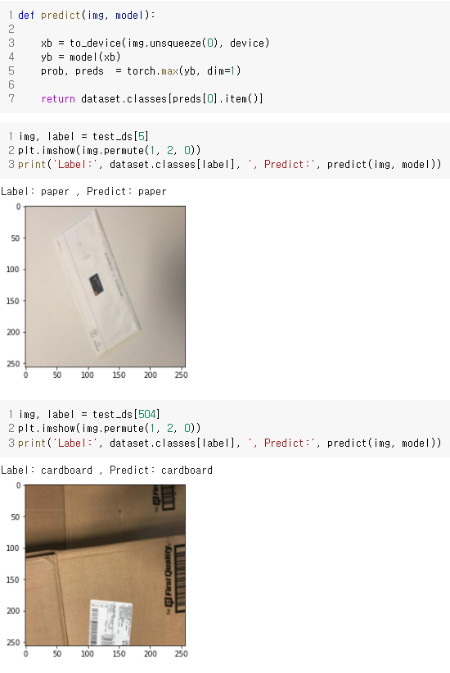 1 def predict(img, model):
2
3     xb = to_device(img.unsqueeze(0), device)
4     yb = model(xb)
5     prob, preds  = torch.max(yb, dim=1)
6
7     return dataset.classes[preds[0].item()]
1 img, label = test_ds[5]
2 plt.imshow(img.permute(1, 2, 0))
3 print('Label:', dataset.classes[label], ', Predict:', predict(img, model))
Label: paper , Predict: paper
0
50
100
150
200
250
0 50 100 150 200 250
1 img, label = test_ds[504]
2 plt.imshow(img.permute(1, 2, 0))
3 print('Label:', dataset.classes[label], ', Predict:', predict(img, model))
Label: cardboard , Predict: cardboard
0
50
100
150
200
250
First Quality
0 50 100 150 200 250